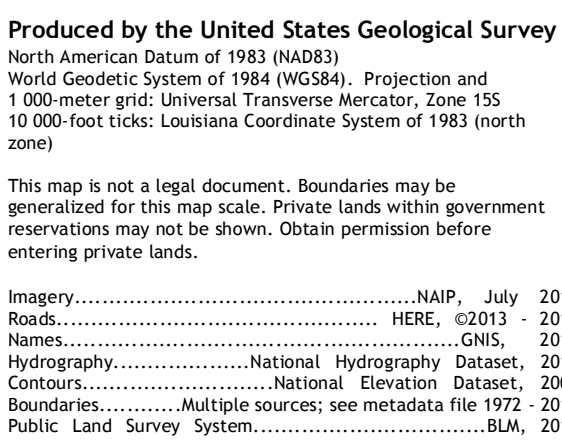 Produced by the United States Geological Survey
North American Datum of 1983 (NAD83)
World Geodetic System of 1984 (WGS84). Projection and
1 000-meter grid: Universal Transverse Mercator, Zone 15S
10 000-foot ticks: Louisiana Coordinate System of 1983 (north
zone)
This map is not a legal document. Boundaries may be
generalized for this map scale. Private lands within government
reservations may not be shown. Obtain permission before
entering private lands.
Imagery.................................................NAIP, July
Roads.............................................. HERE, ©2013 -
Names.........................................................GNIS,
Hydrography...................National Hydrography Dataset,
Contours...........................National Elevation Dataset,
Boundaries...........Multiple sources; see metadata file 1972 -
Public Land Survey System.................................BLM,